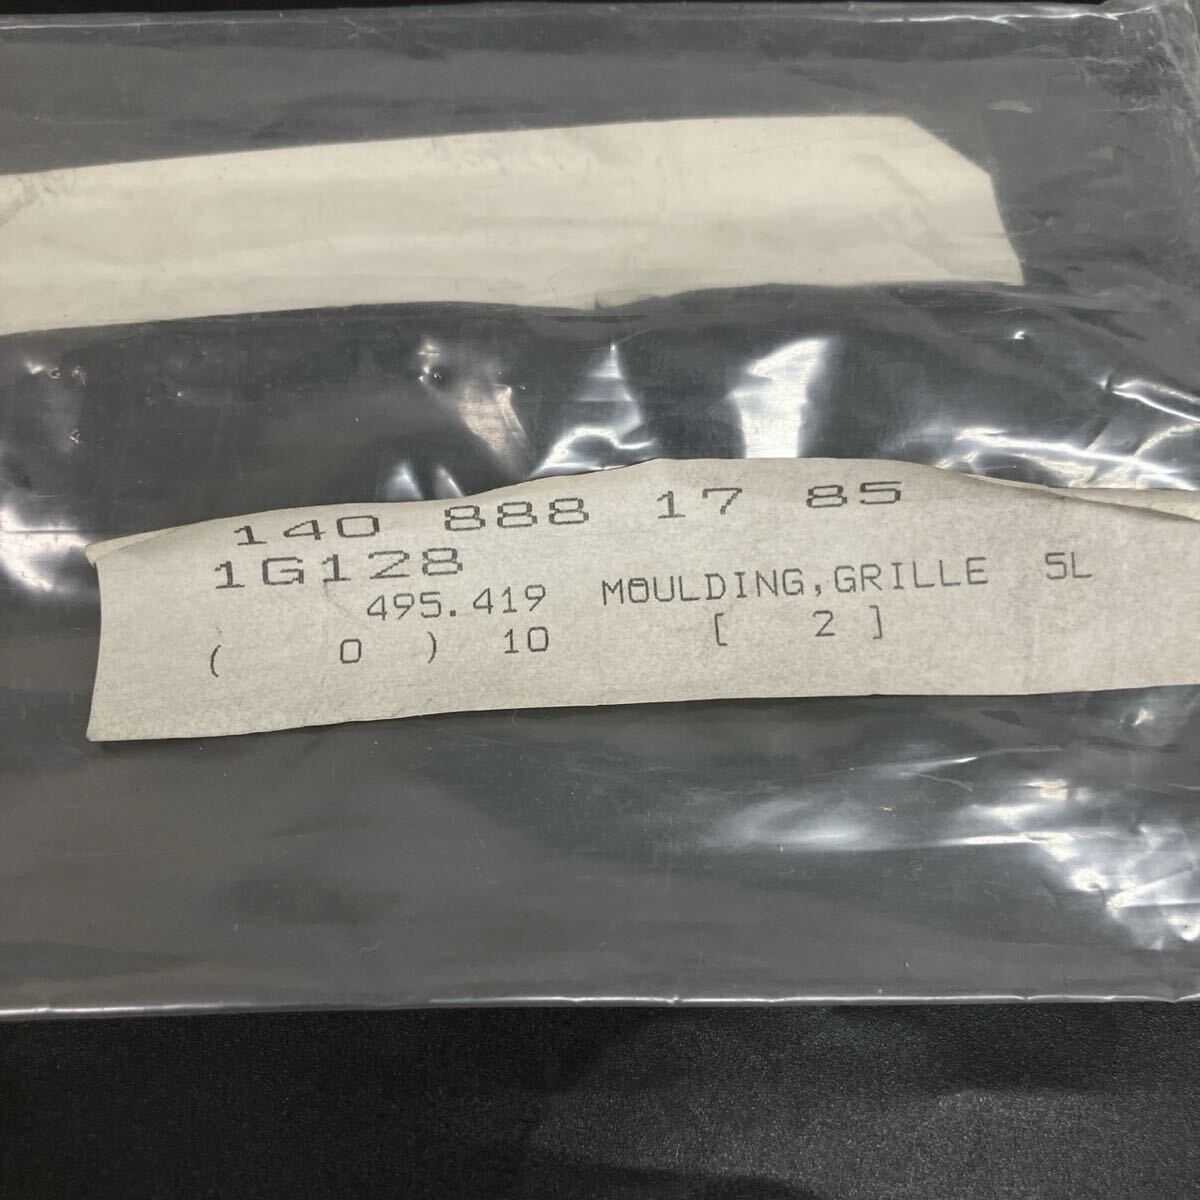 140 888 17 85
1G128
495.419 MOULDING,GRILLE SL
( 0 ) 10 [ 2 ]